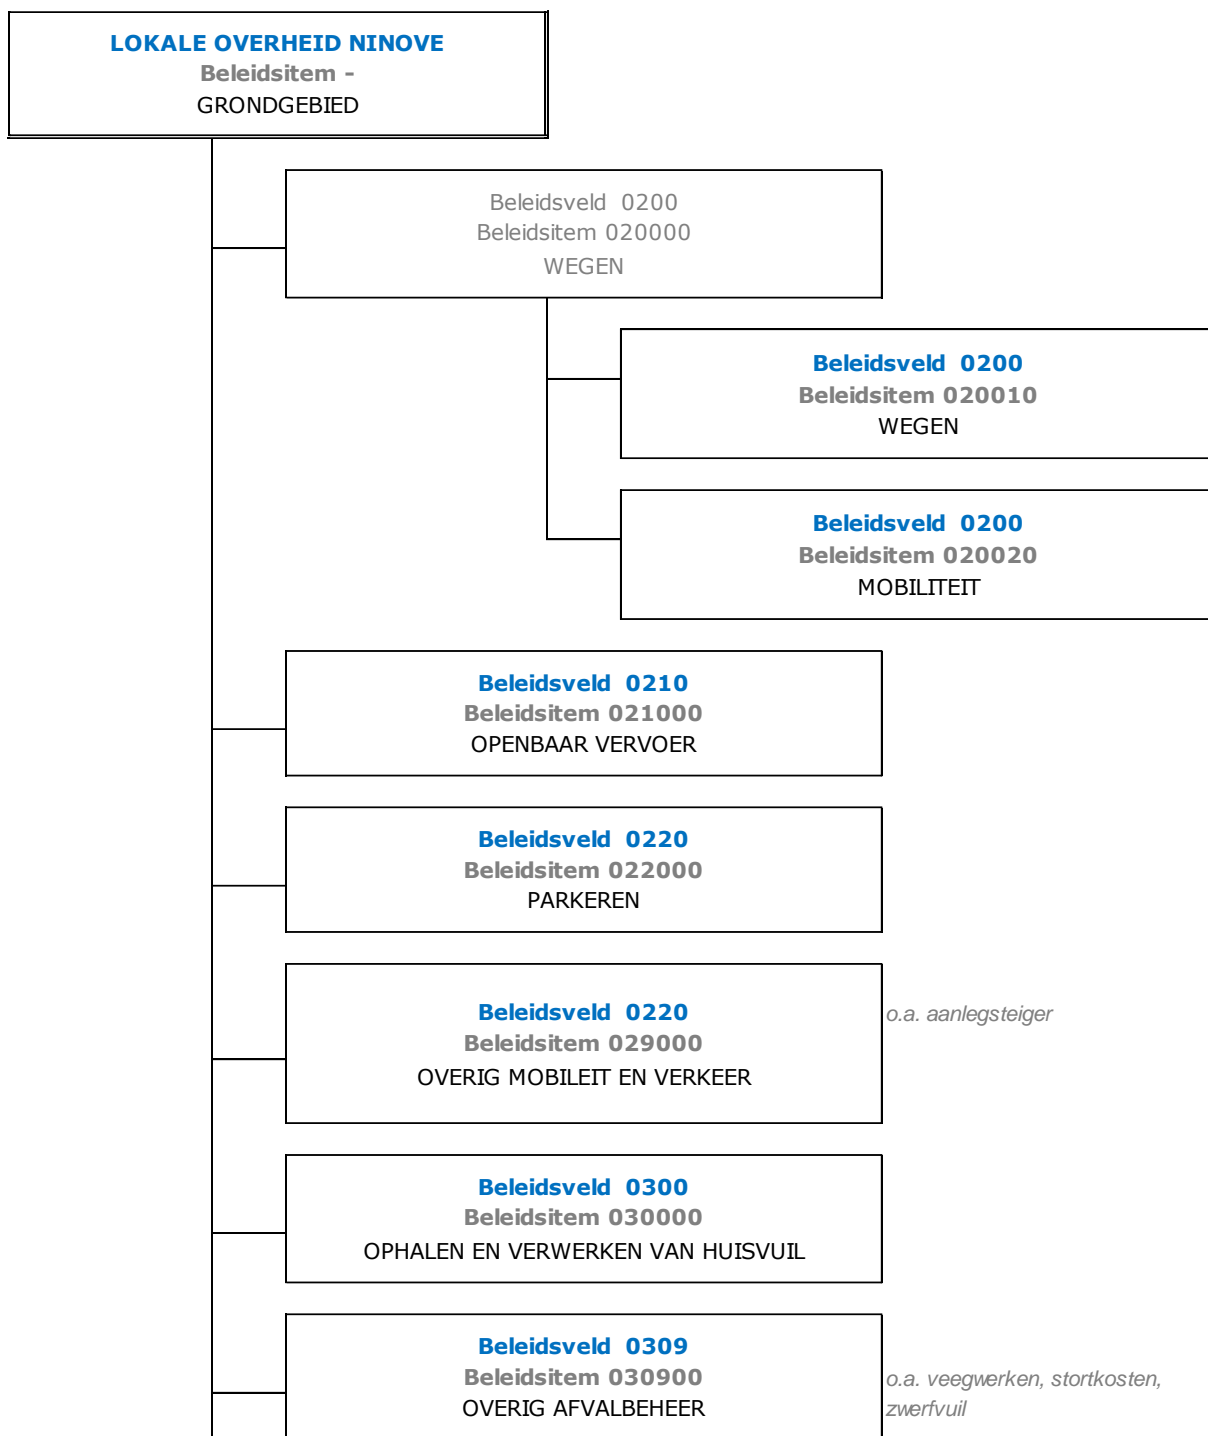 LOKALE OVERHEID NINOVE
Beleidsitem -
GRONDGEBIED
Beleidsveld 0200
Beleidsitem 020000
WEGEN
Beleidsveld 0200
Beleidsitem 020010
WEGEN
Beleidsveld 0200
Beleidsitem 020020
MOBILITEIT
Beleidsveld 0210
Beleidsitem 021000
OPENBAAR VERVOER
Beleidsveld 0220
Beleidsitem 022000
PARKEREN
Beleidsveld 0220
o.a. aanlegsteiger
Beleidsitem 029000
OVERIG MOBILEIT EN VERKEER
Beleidsveld 0300
Beleidsitem 030000
OPHALEN EN VERWERKEN VAN HUISVUIL
Beleidsveld 0309
Beleidsitem 030900
OVERIG AFVALBEHEER
o.a. veegwerken, stortkosten,
zwerfvuil